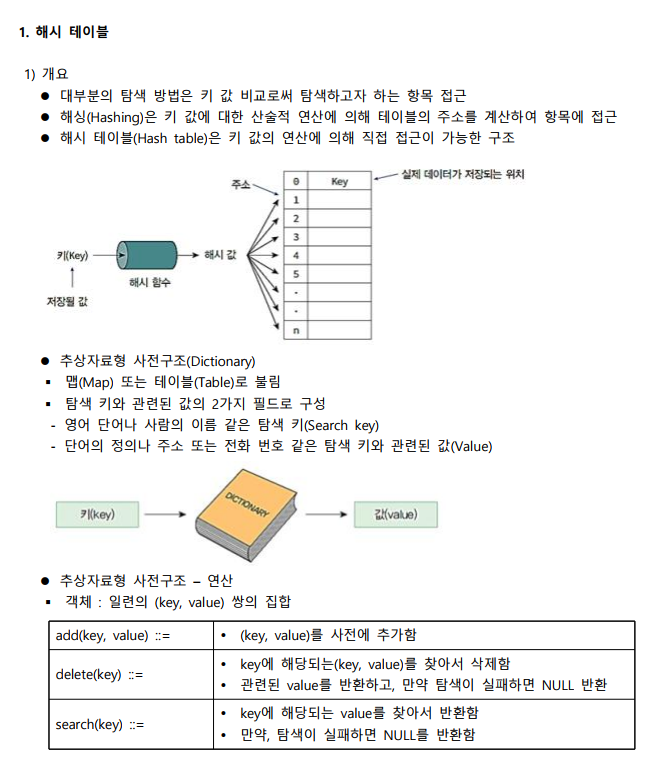 1. 해시 테이블
1) 개요
● 대부분의 탐색 방법은 키 값 비교로써 탐색하고자 하는 항목 접근
● 해싱(Hashing)은 키 값에 대한 산술적 연산에 의해 테이블의 주소를 계산하여 항목에 접근
● 해시 테이블(Hash table)은 키 값의 연산에 의해 직접 접근이 가능한 구조
주소
0 Key
실제 데이터가 저장되는 위치
1
2
3
키(Key)
해시 값
4
5
해시 함수
저장될 값
-
-
n
● 추상자료형 사전구조(Dictionary)
▪ 맵(Map) 또는 테이블(Table)로 불림
▪ 탐색 키와 관련된 값의 2가지 필드로 구성
- 영어 단어나 사람의 이름 같은 탐색 키(Search key)
- 단어의 정의나 주소 또는 전화 번호 같은 탐색 키와 관련된 값(Value)
키(key)
DICTIONARY
값(value)
● 추상자료형 사전구조 – 연산
▪ 객체 : 일련의 (key, value) 쌍의 집합
add(key, value) ::=
• (key, value)를 사전에 추가함
delete(key) ::=
• key에 해당되는(key, value)를 찾아서 삭제함
• 관련된 value를 반환하고, 만약 탐색이 실패하면 NULL 반환
search(key) ::=
• key에 해당되는 value를 찾아서 반환함
• 만약, 탐색이 실패하면 NULL를 반환함